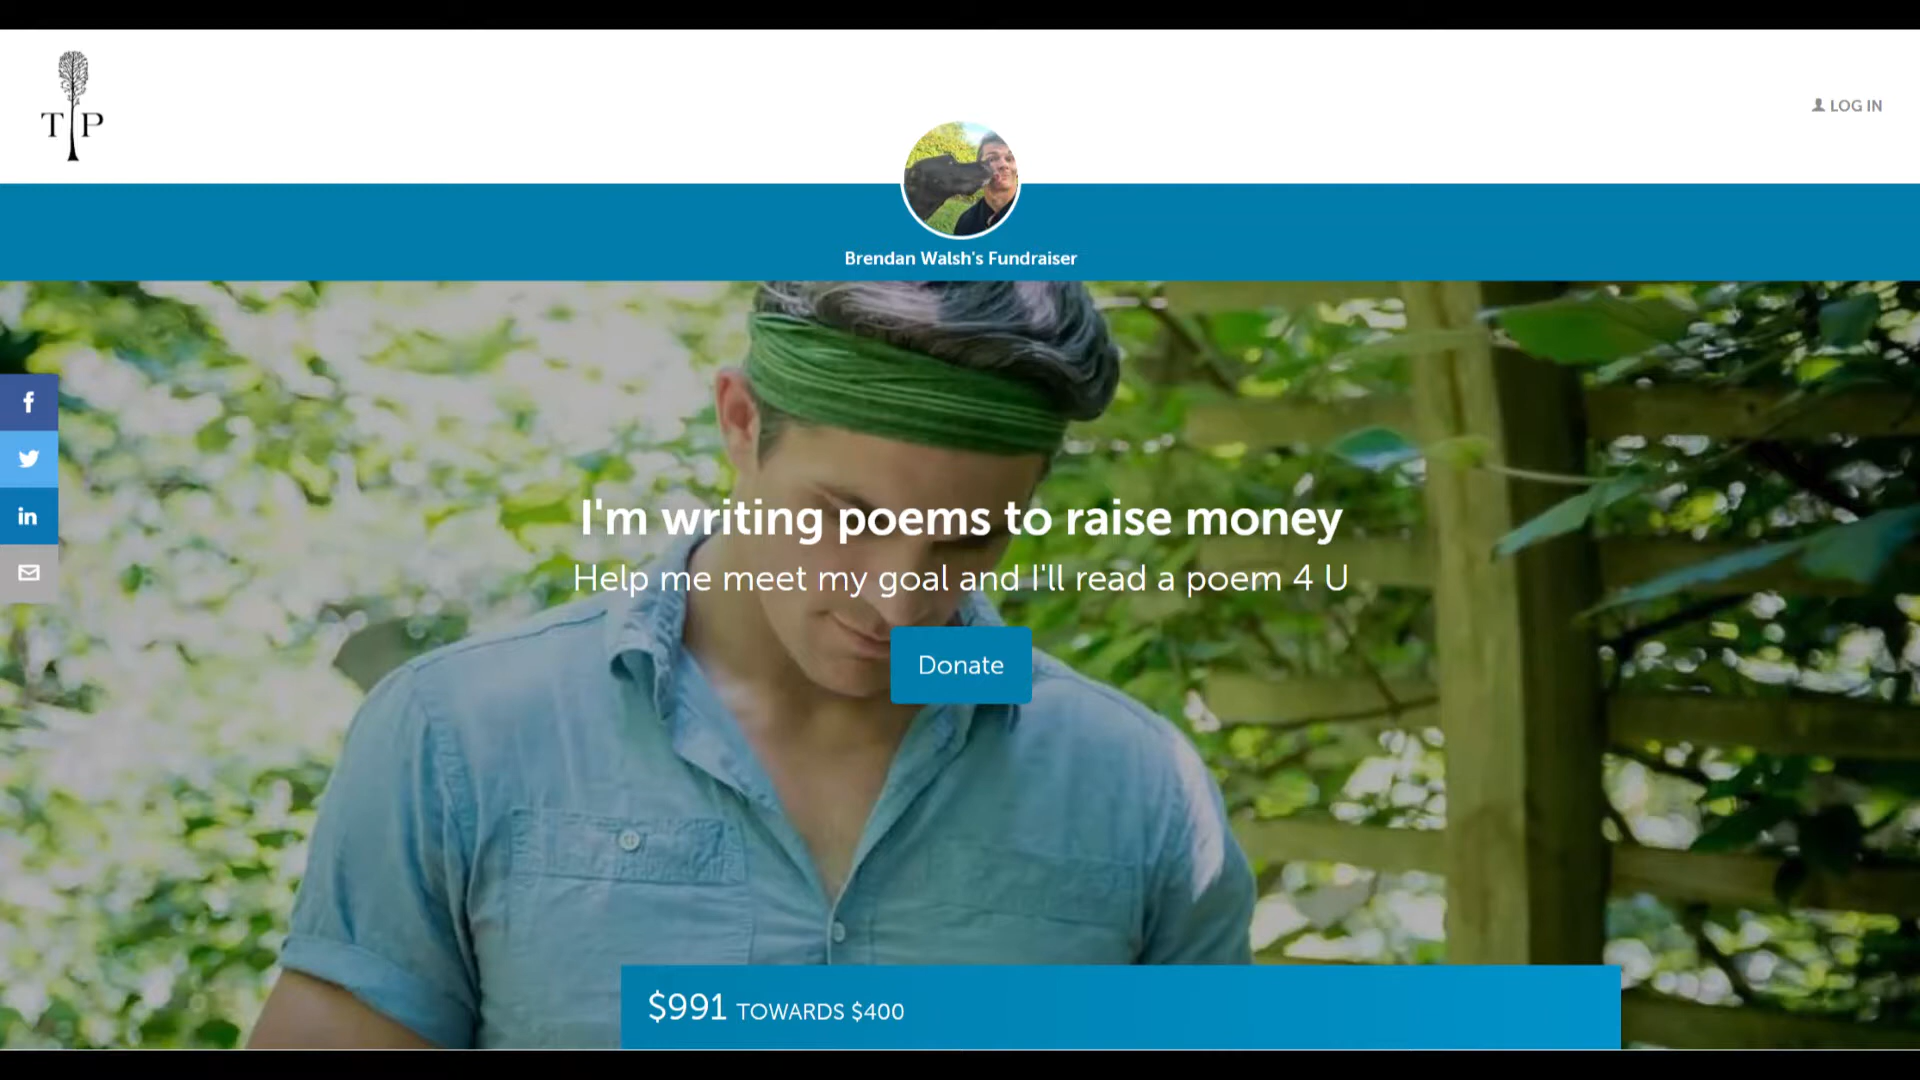 T P
LOG IN
Brendan Walsh's Fundraiser
I'm writing poems to raise money
Help me meet my goal and I'll read a poem 4 U
Donate
$991 TOWARDS $400